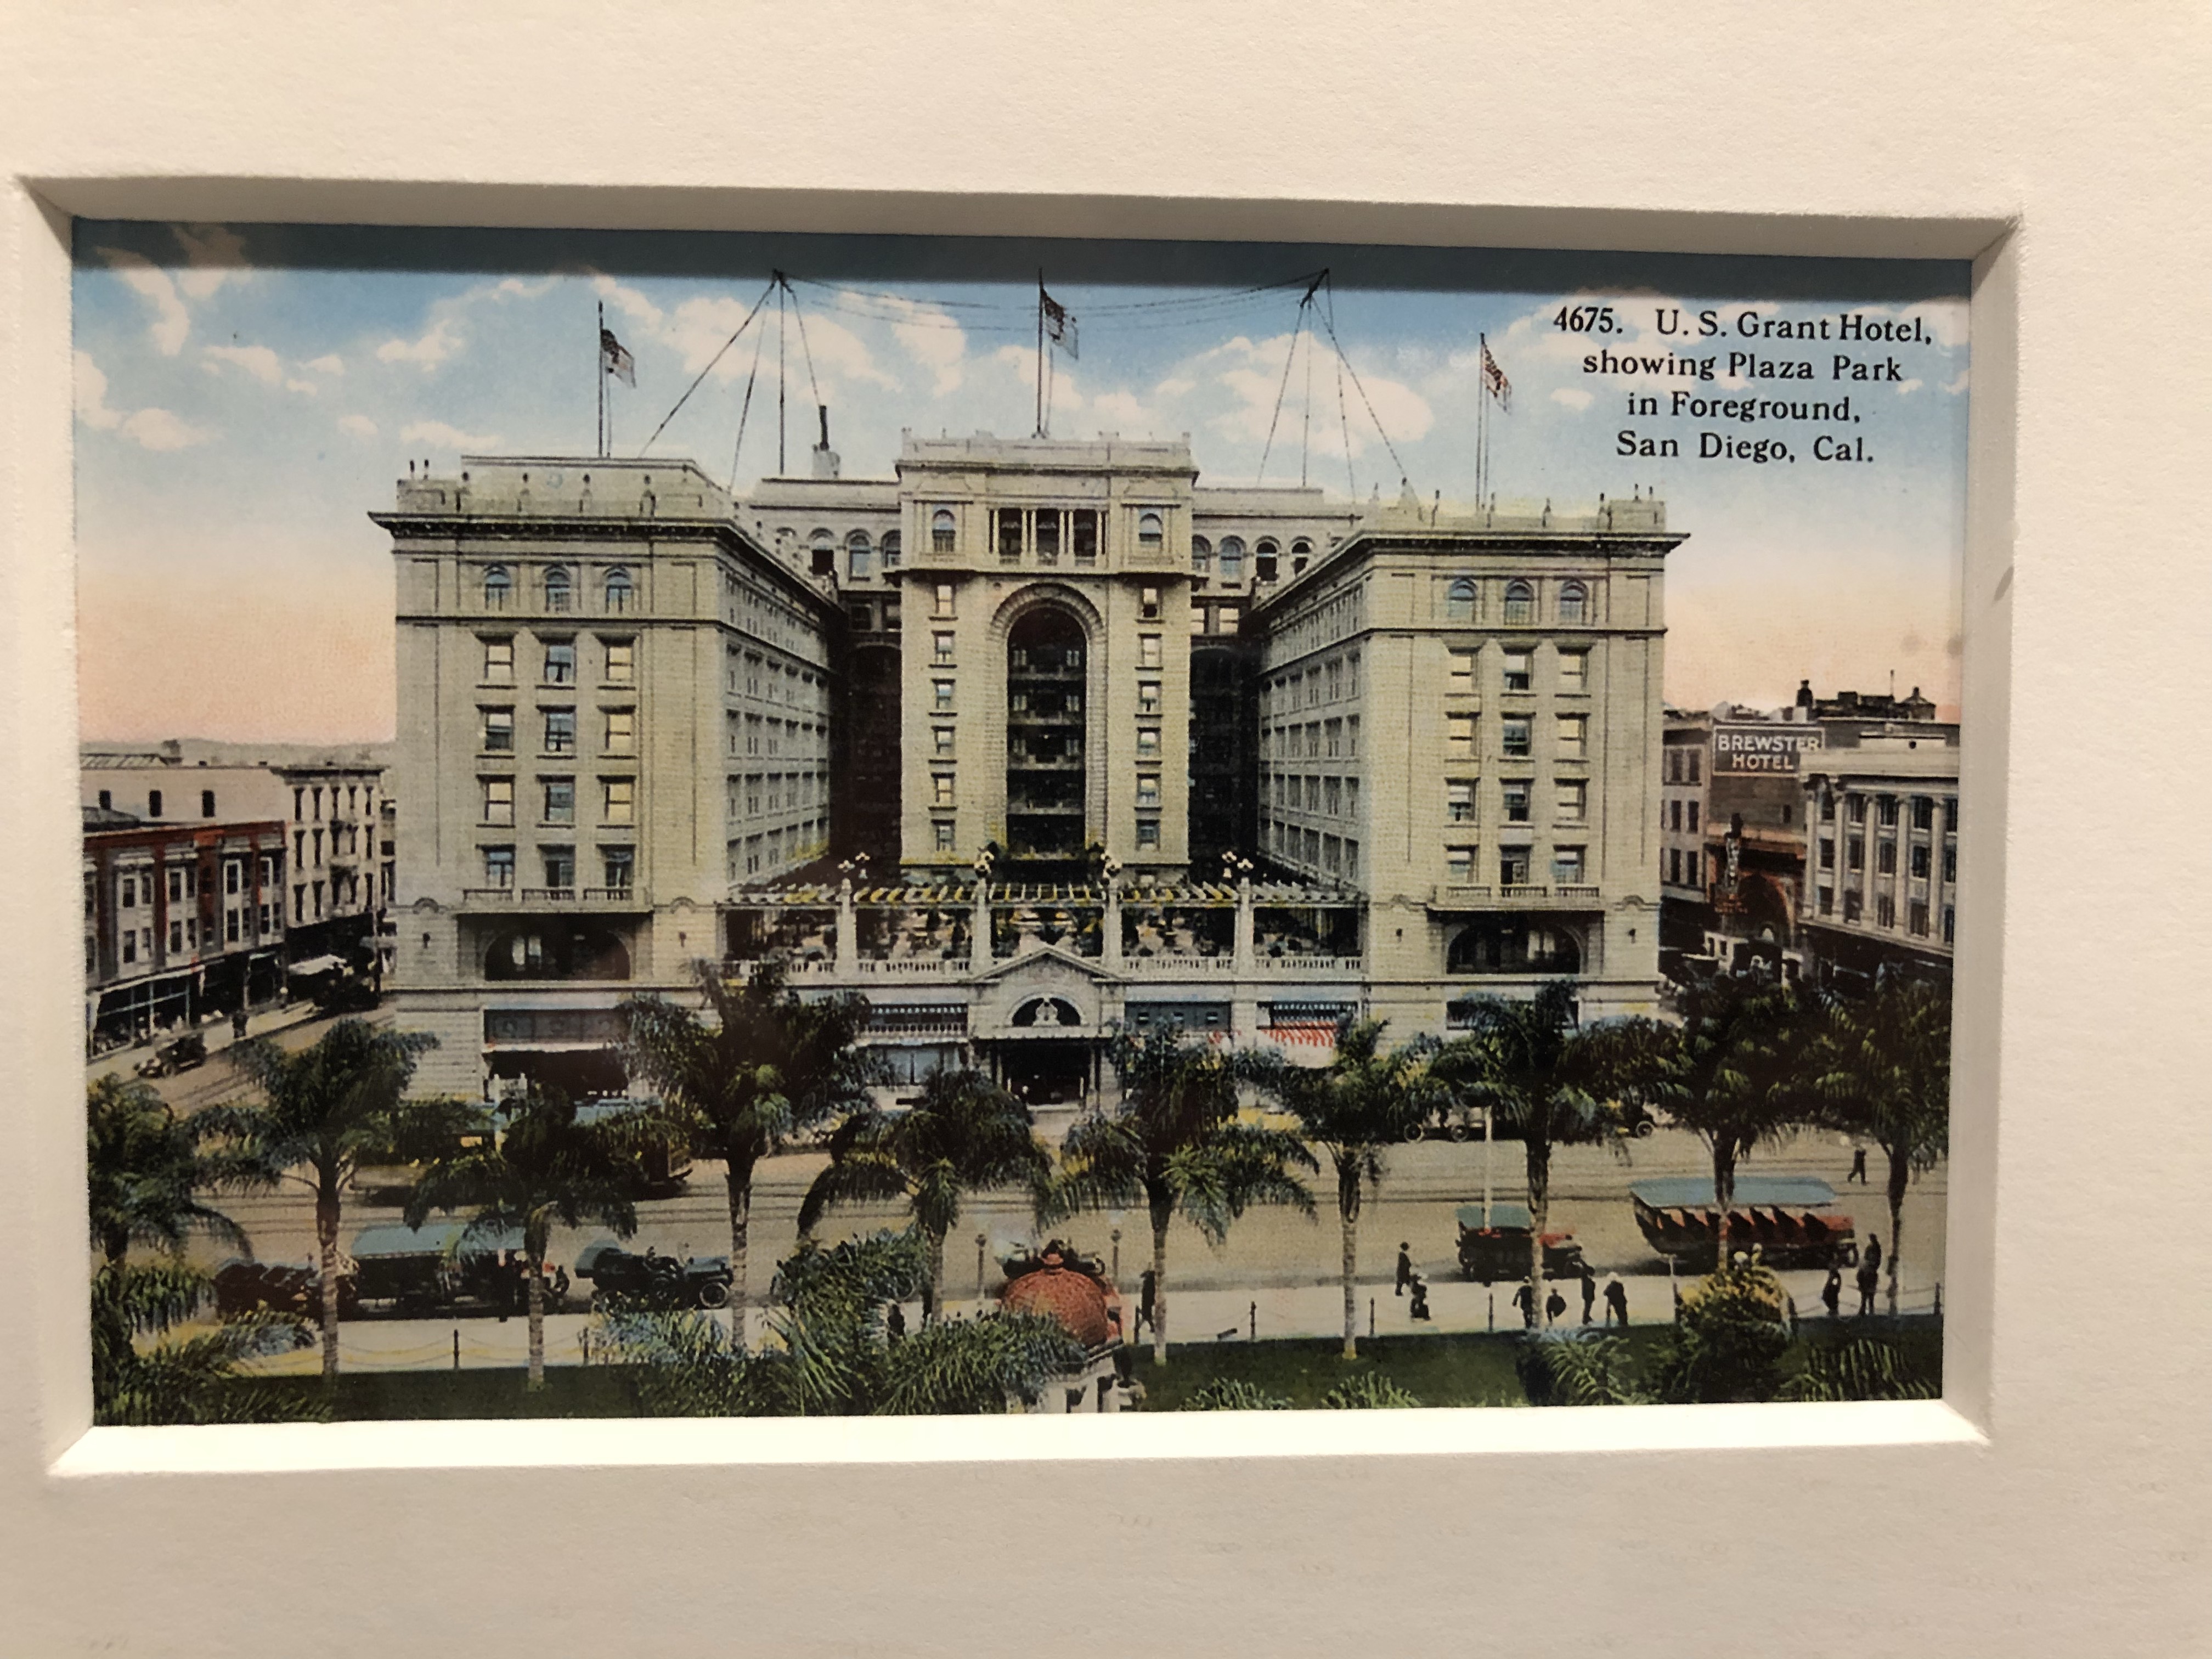 4675. U. S. Grant Hotel,
showing Plaza Park
in Foreground,
San Diego, Cal.
BREWSTER
HOTEL